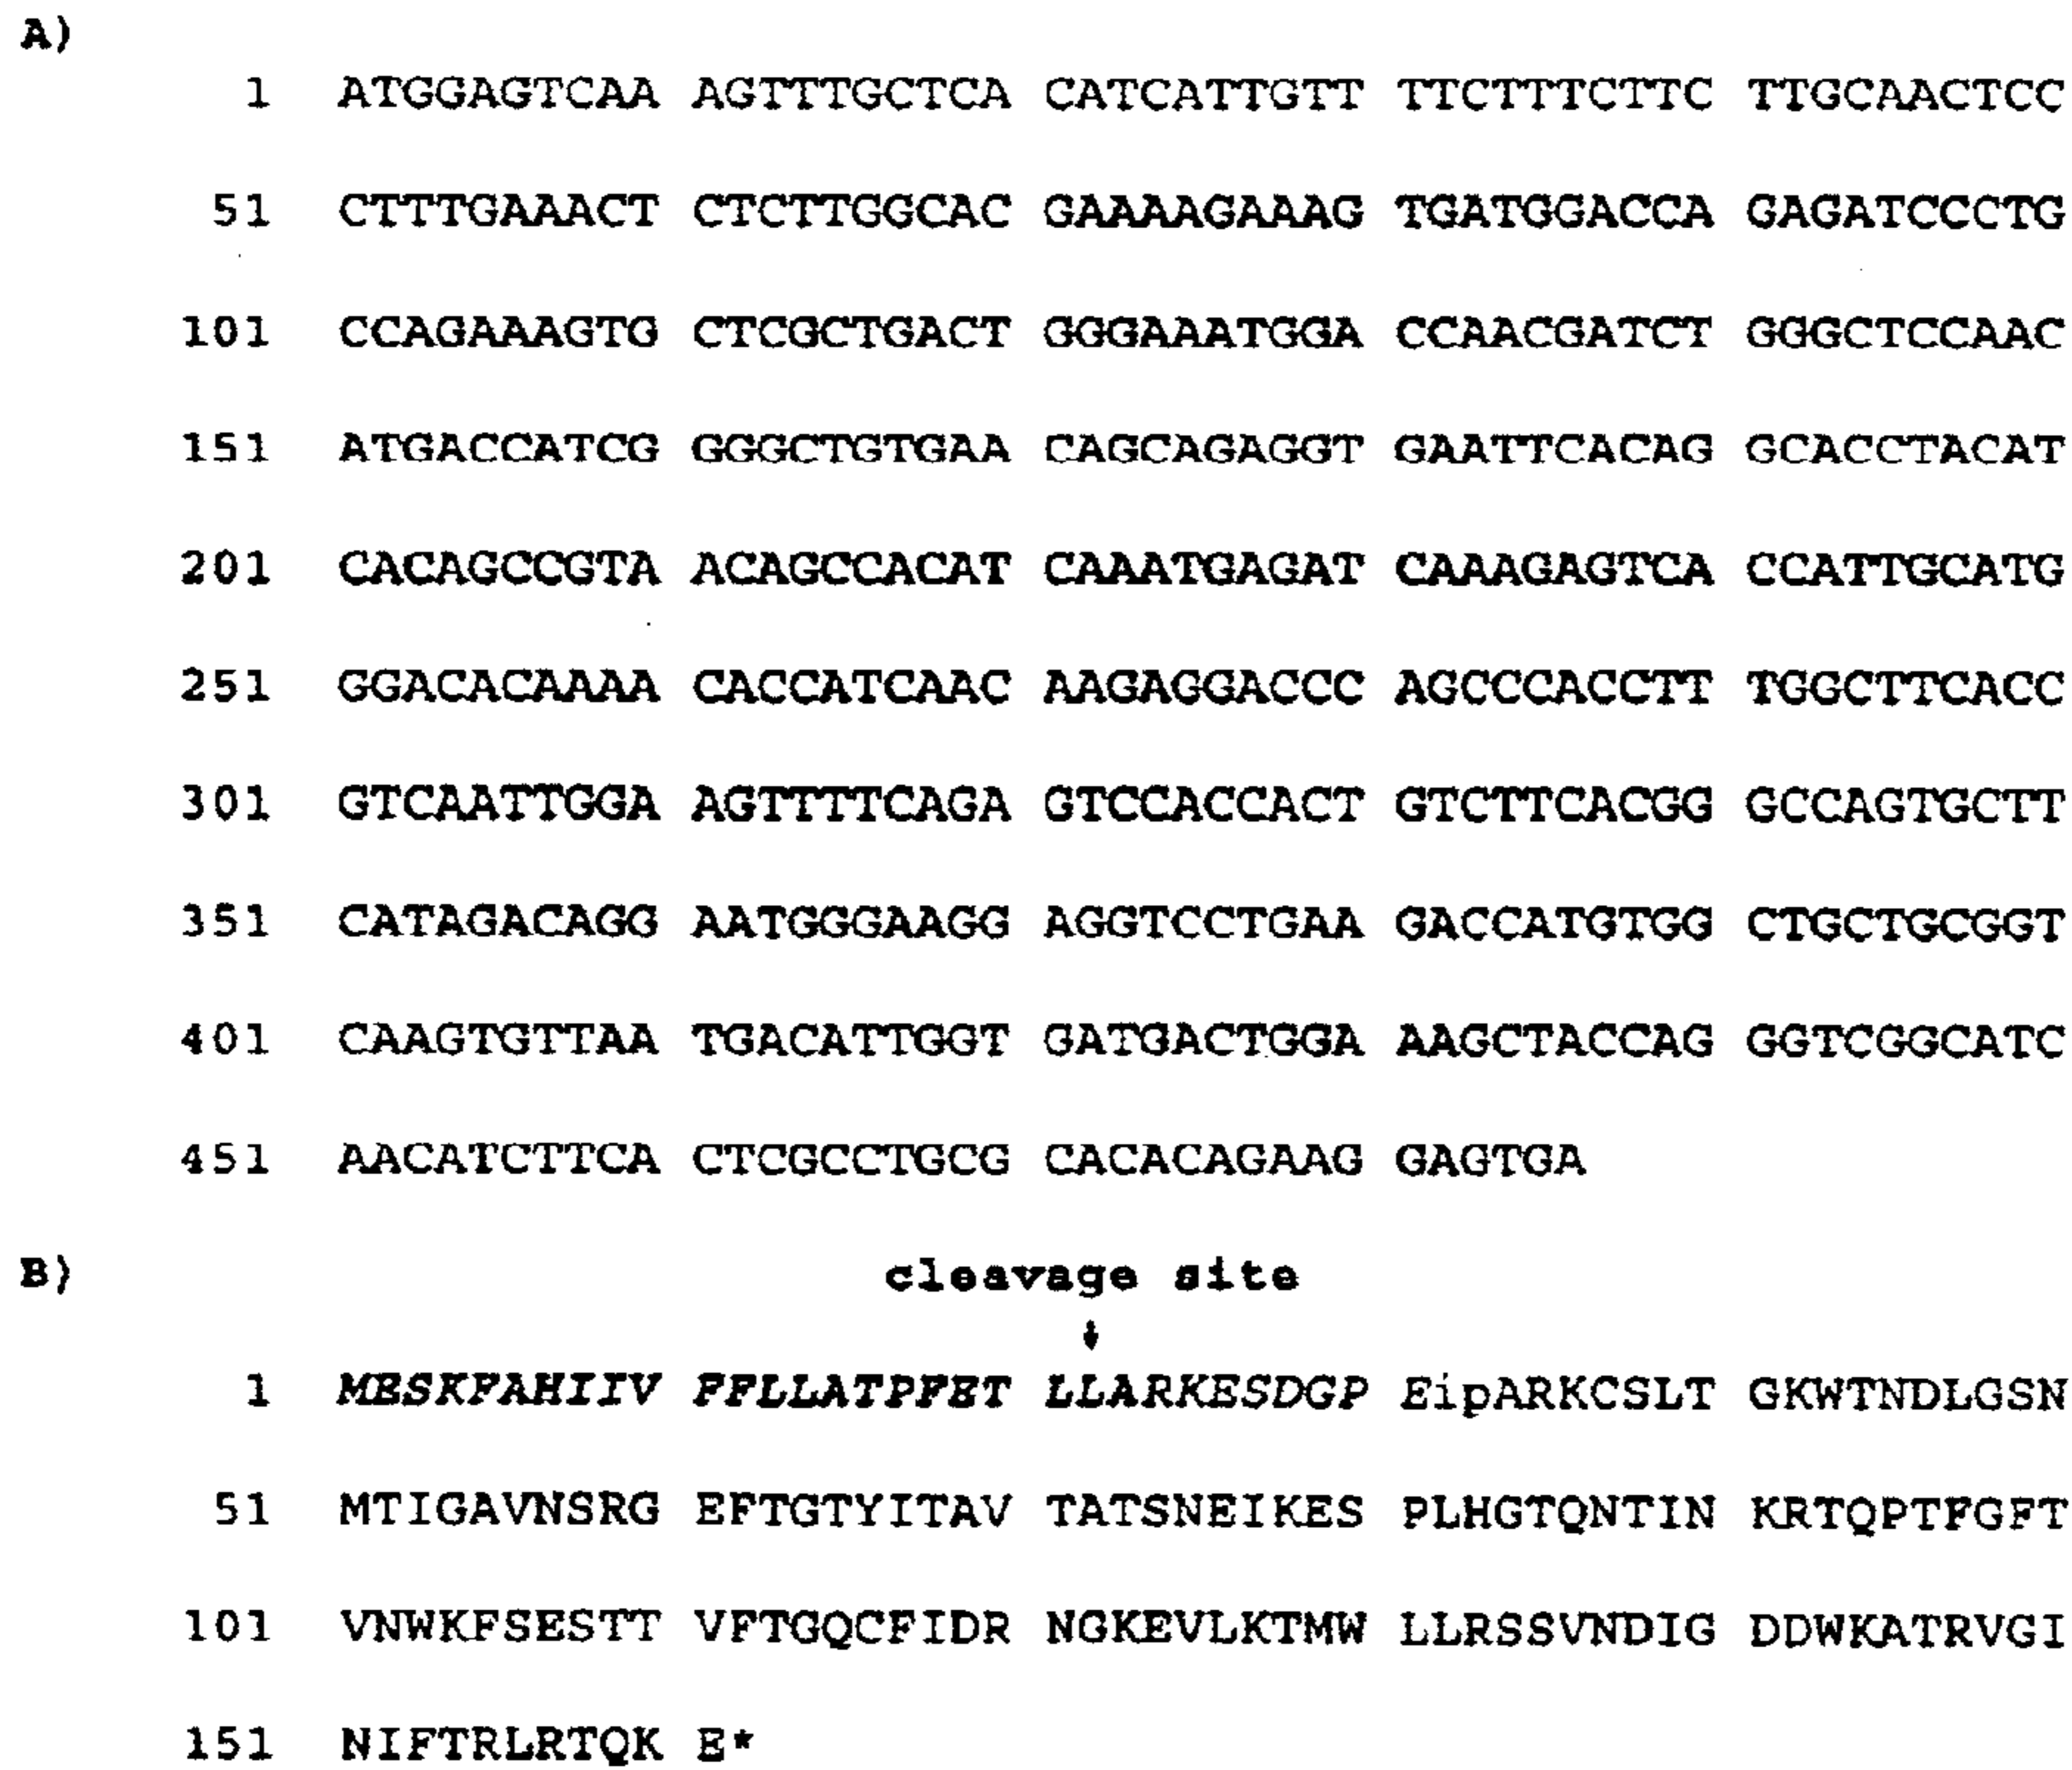 A)
1 ATGGAGTCAA AGTTTGCTCA CATCATTGTT TTCTTTCTTC TTGCAACTCC
51 CTTTGAAACT CTCTTGGCAC GAAAAGAAAG TGATGGACCA GAGATCCCTG
101 CCAGAAAGTG CTCGCTGACT GGGAAATGGA CCAACGATCT GGGCTCCAAC
151 ATGACCATCG GGGCTGTGAA CAGCAGAGGT GAATTCACAG GCACCTACAT
201 CACAGCCGTA ACAGCCACAT CAAATGAGAT CAAAGAGTCA CCATTGCATG
251 GGACACAAAA CACCATCAAC AAGAGGACCC AGCCCACCTT TGGCTTCACC
301 GTCAATTGGA AGTTTTCAGA GTCCACCACT GTCTTCACGG GCCAGTGCTT
351 CATAGACAGG AATGGGAAGG AGGTCCTGAA GACCATGTGG CTGCTGCGGT
401 CAAGTGTTAA TGACATTGGT GATGACTGGA AAGCTACCAG GGTCGGCATC
451 AACATCTTCA CTCGCCTGCG CACACAGAAG GAGTGA
B)
cleavage site
1 MESKFAHIIV FFLLATPFET LLARKESDGP EipARKCSLT GKWTNDLGSN
51 MTIGAVNSRG EFTGTYITAV TATSNEIKES PLHGTQNTIN KRTQPTFGFT
101 VNWKFSESTT VFTGQCFIDR NGKEVLKTMW LLRSSVNDIG DDWKATRVGI
151 NIFTRLRTQK E*